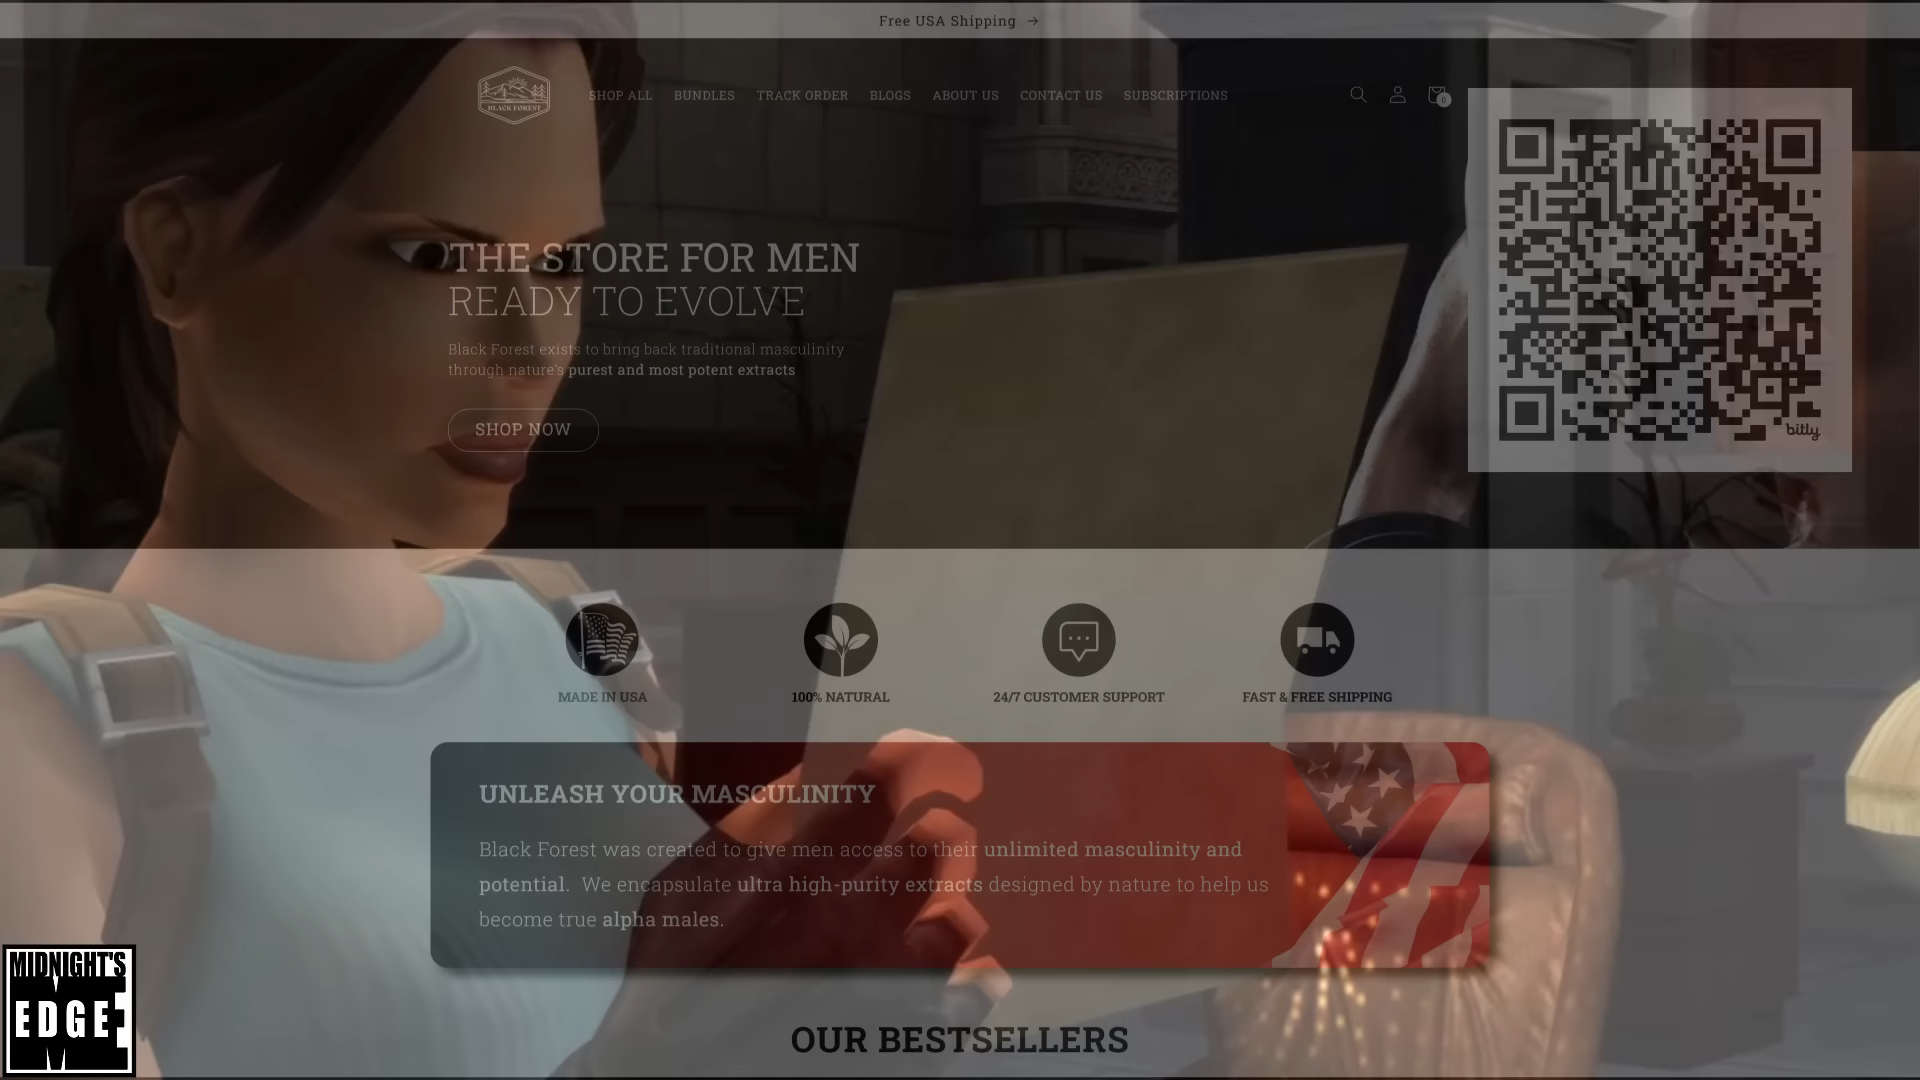 Free USA Shipping →
BLACK FOREST
SHOP ALL BUNDLES TRACK ORDER BLOGS ABOUT US CONTACT US SUBSCRIPTIONS
0
THE STORE FOR MEN
READY TO EVOLVE
Black Forest exists to bring back traditional masculinity
through nature's purest and most potent extracts
SHOP NOW
bitly
MADE IN USA
100% NATURAL
24/7 CUSTOMER SUPPORT
FAST & FREE SHIPPING
UNLEASH YOUR MASCULINITY
Black Forest was created to give men access to their unlimited masculinity and
potential. We encapsulate ultra high-purity extracts designed by nature to help us
become true alpha males.
MIDNIGHT'S
EDGE
OUR BESTSELLERS